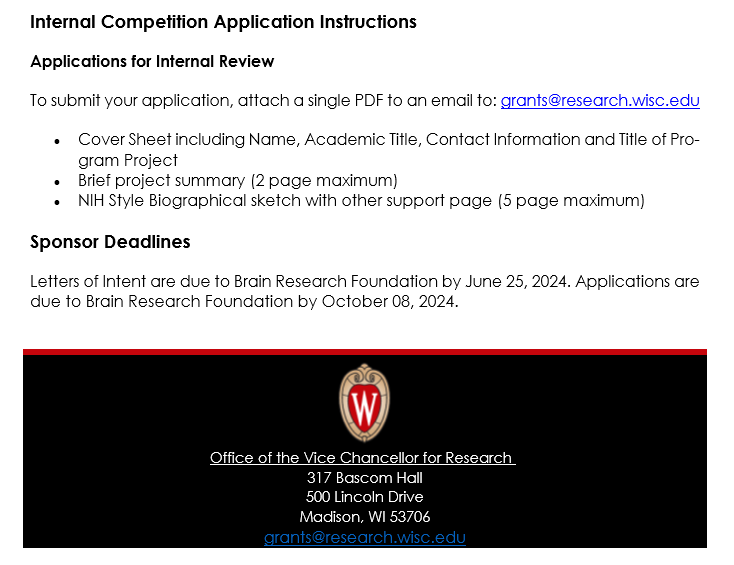 Internal Competition Application Instructions
Applications for Internal Review
To submit your application, attach a single PDF to an email to: grants@research.wisc.edu
• Cover Sheet including Name, Academic Title, Contact Information and Title of Pro-
gram Project
• Brief project summary (2 page maximum)
• NIH Style Biographical sketch with other support page (5 page maximum)
Sponsor Deadlines
Letters of Intent are due to Brain Research Foundation by June 25, 2024. Applications are
due to Brain Research Foundation by October 08, 2024.
W
Office of the Vice Chancellor for Research
317 Bascom Hall
500 Lincoln Drive
Madison, WI 53706
grants@research.wisc.edu